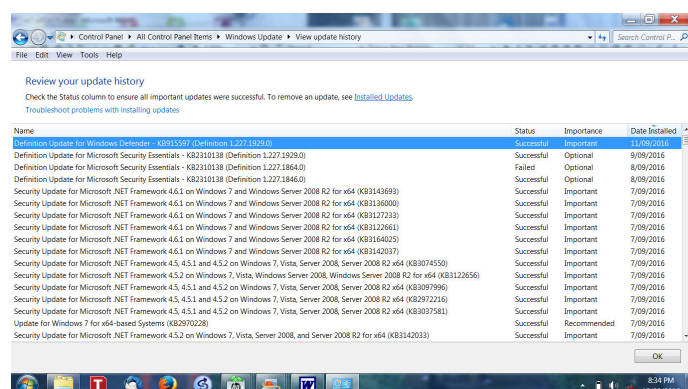 Control Panel ▸ All Control Panel Items ▸ Windows Update ▸ View update history
Search Control P...
File Edit View Tools Help
Review your update history
Check the Status column to ensure all important updates were successful. To remove an update, see Installed Updates.
Troubleshoot problems with installing updates
Name Status Importance Date Installed
Definition Update for Windows Defender - KB915597 (Definition 1.227.1929.0) Successful Important 11/09/2016
Definition Update for Microsoft Security Essentials - KB2310138 (Definition 1.227.1929.0) Successful Optional 9/09/2016
Definition Update for Microsoft Security Essentials - KB2310138 (Definition 1.227.1864.0) Failed Optional 8/09/2016
Definition Update for Microsoft Security Essentials - KB2310138 (Definition 1.227.1846.0) Successful Optional 8/09/2016
Security Update for Microsoft .NET Framework 4.6.1 on Windows 7 and Windows Server 2008 R2 for x64 (KB3143693) Successful Important 7/09/2016
Security Update for Microsoft .NET Framework 4.6.1 on Windows 7 and Windows Server 2008 R2 for x64 (KB3136000) Successful Important 7/09/2016
Security Update for Microsoft .NET Framework 4.6.1 on Windows 7 and Windows Server 2008 R2 for x64 (KB3127233) Successful Important 7/09/2016
Security Update for Microsoft .NET Framework 4.6.1 on Windows 7 and Windows Server 2008 R2 for x64 (KB3122661) Successful Important 7/09/2016
Security Update for Microsoft .NET Framework 4.6.1 on Windows 7 and Windows Server 2008 R2 for x64 (KB3164025) Successful Important 7/09/2016
Security Update for Microsoft .NET Framework 4.6.1 on Windows 7 and Windows Server 2008 R2 for x64 (KB3142037) Successful Important 7/09/2016
Security Update for Microsoft .NET Framework 4.5, 4.5.1 and 4.5.2 on Windows 7, Vista, Server 2008, Server 2008 R2 x64 (KB3074550) Successful Important 7/09/2016
Security Update for Microsoft .NET Framework 4.5.2 on Windows 7, Vista, Windows Server 2008, Windows Server 2008 R2 for x64 (KB3122656) Successful Important 7/09/2016
Security Update for Microsoft .NET Framework 4.5, 4.5.1 and 4.5.2 on Windows 7, Vista, Server 2008, Server 2008 R2 x64 (KB3097996) Successful Important 7/09/2016
Security Update for Microsoft .NET Framework 4.5, 4.5.1 and 4.5.2 on Windows 7, Vista, Server 2008, Server 2008 R2 x64 (KB2972216) Successful Important 7/09/2016
Security Update for Microsoft .NET Framework 4.5, 4.5.1 and 4.5.2 on Windows 7, Vista, Server 2008, Server 2008 R2 x64 (KB3037581) Successful Important 7/09/2016
Update for Windows 7 for x64-based Systems (KB2970228) Successful Recommended 7/09/2016
Security Update for Microsoft .NET Framework 4.5.2 on Windows 7, Vista, Server 2008, and Server 2008 R2 for x64 (KB3142033) Successful Important 7/09/2016
OK
T
W
8:34 PM